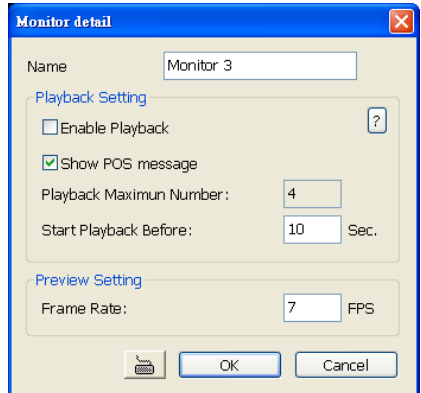 Monitor detail
Name Monitor 3
Playback Setting
Enable Playback ?
Show POS message
Playback Maximun Number: 4
Start Playback Before: 10 Sec.
Preview Setting
Frame Rate: 7 FPS
OK Cancel